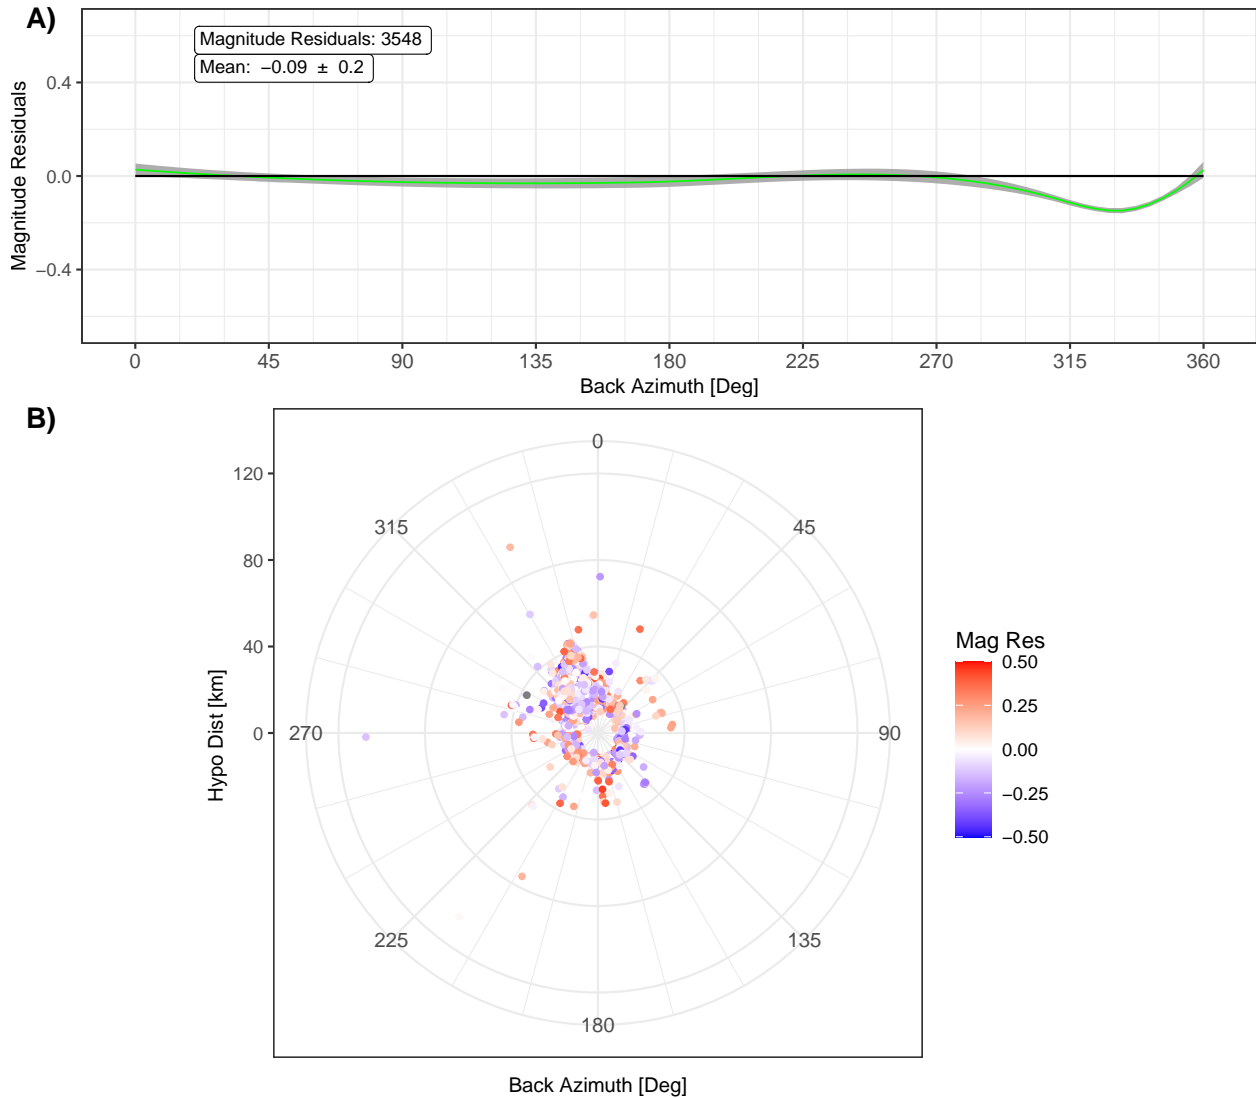 A)
Magnitude Residuals: 3548
Mean: −0.09 ± 0.2
Magnitude Residuals
0.4
0.0
−0.4
0 45 90 135 180 225 270 315 360
Back Azimuth [Deg]
B)
Hypo Dist [km]
120
80
40
0
0
45
90
135
180
225
270
315
Back Azimuth [Deg]
Mag Res
0.50
0.25
0.00
−0.25
−0.50